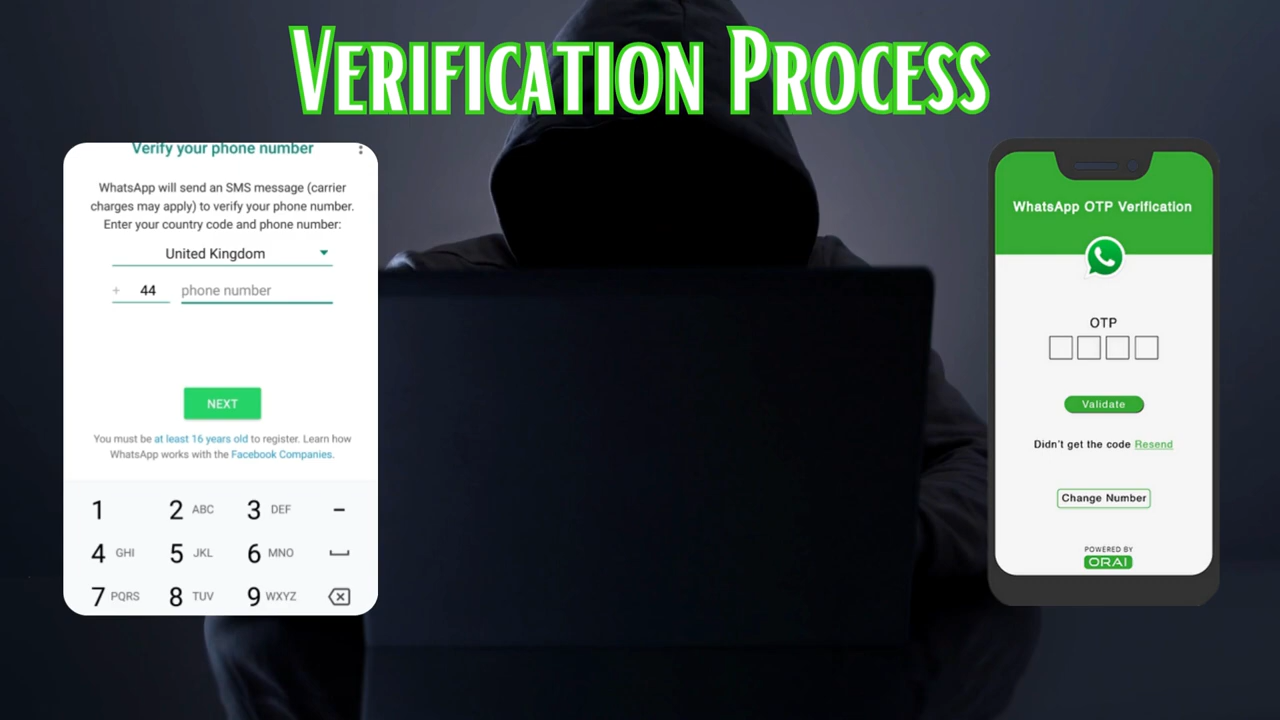 VERIFICATION PROCESS
Verify your phone number
WhatsApp will send an SMS message (carrier
charges may apply) to verify your phone number.
Enter your country code and phone number:
United Kingdom
+ 44 phone number
NEXT
You must be at least 16 years old to register. Learn how
WhatsApp works with the Facebook Companies.
1 2 ABC 3 DEF –
4 GHI 5 JKL 6 MNO
7 PQRS 8 TUV 9 WXYZ
WhatsApp OTP Verification
OTP
Validate
Didn't get the code Resend
Change Number
POWERED BY
ORAI